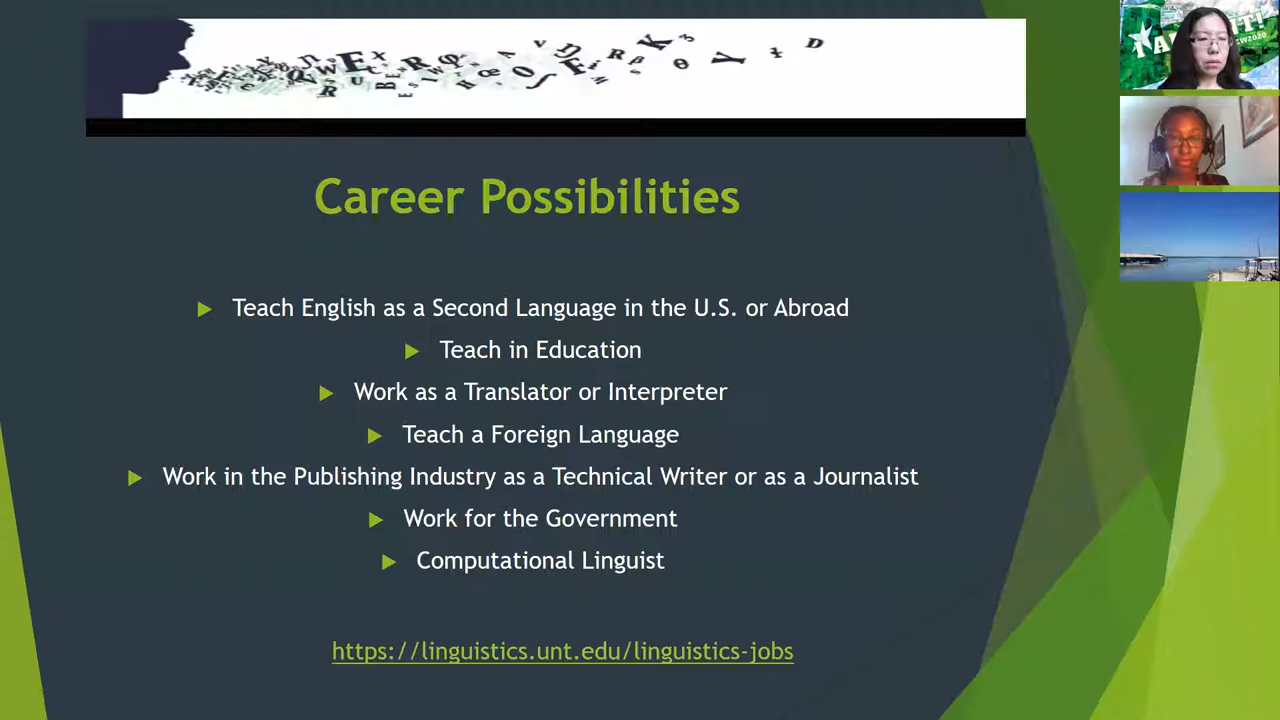 Career Possibilities
Teach English as a Second Language in the U.S. or Abroad
Teach in Education
Work as a Translator or Interpreter
Teach a Foreign Language
Work in the Publishing Industry as a Technical Writer or as a Journalist
Work for the Government
Computational Linguist
https://linguistics.unt.edu/linguistics-jobs